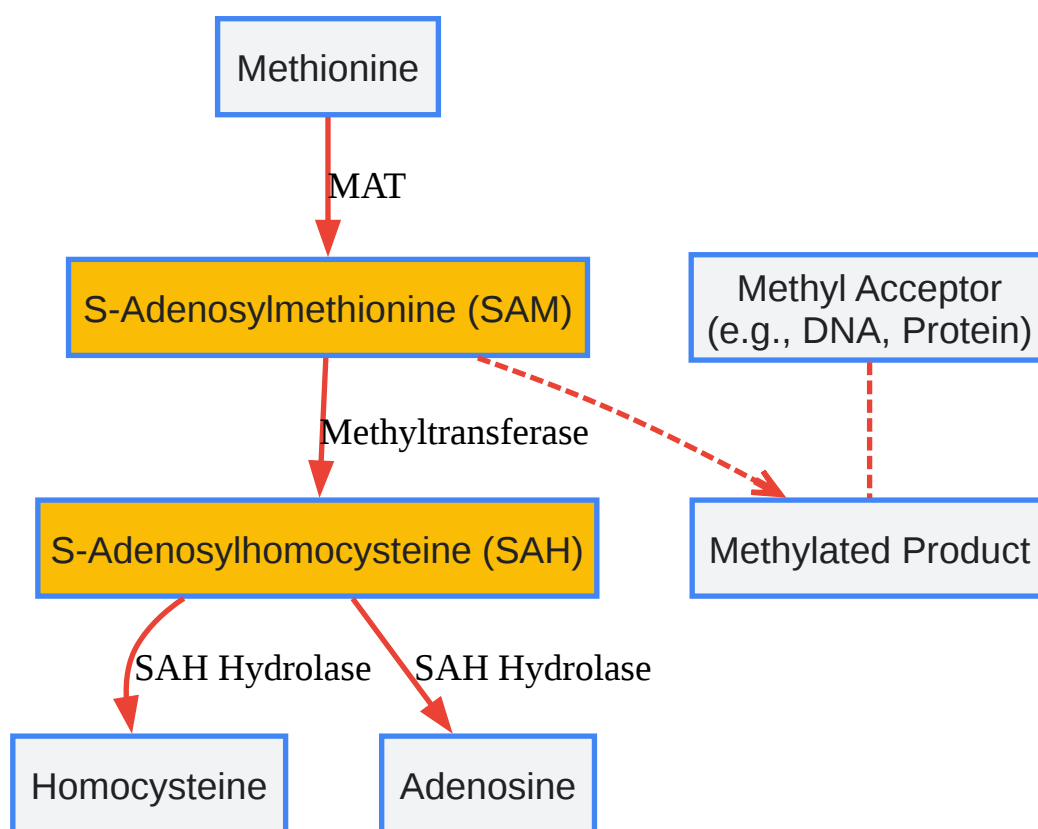 Methionine
MAT
S-Adenosylmethionine (SAM)
Methyl Acceptor
(e.g., DNA, Protein)
Methyltransferase
S-Adenosylhomocysteine (SAH)
Methylated Product
SAH Hydrolase
SAH Hydrolase
Homocysteine
Adenosine